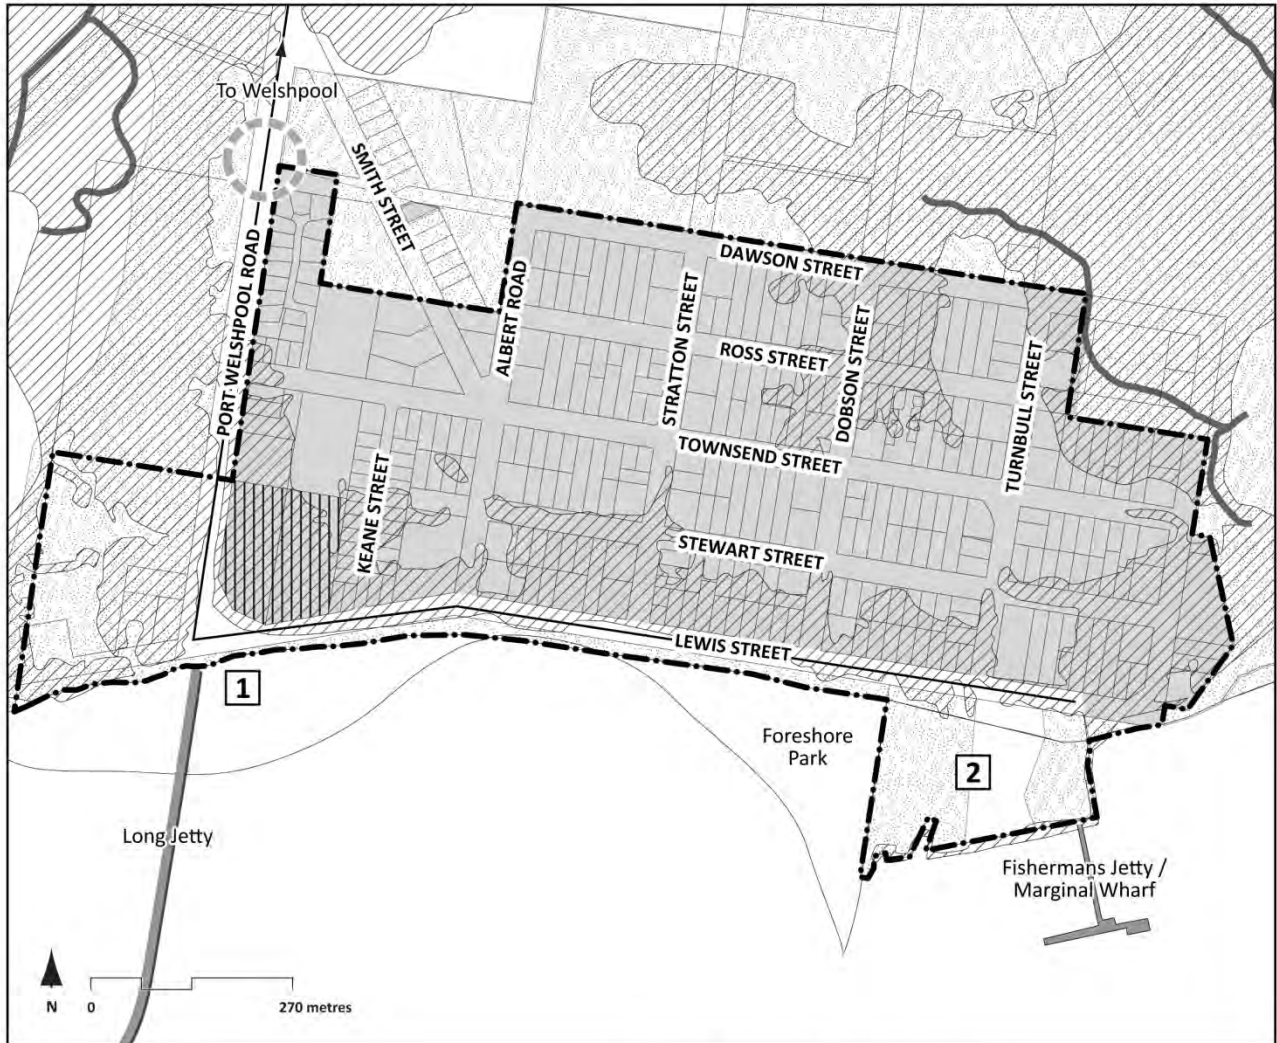 To Welshpool
SMITH STREET
PORT WELSHPOOL ROAD
ALBERT ROAD
DAWSON STREET
STRATTON STREET
ROSS STREET
DOBSON STREET
TURNBULL STREET
TOWNSEND STREET
KEANE STREET
STEWART STREET
LEWIS STREET
1
Foreshore
Park
2
Long Jetty
Fishermans Jetty /
Marginal Wharf
N 0 270 metres